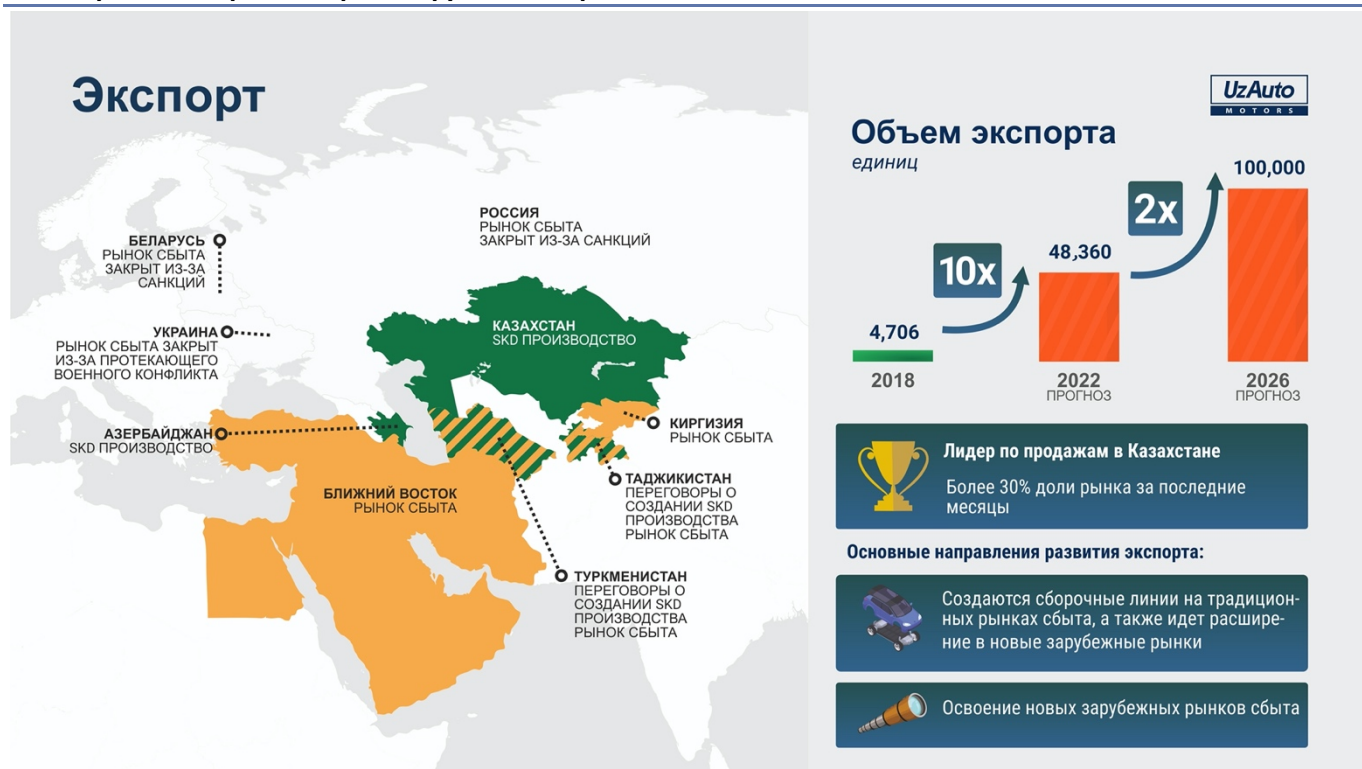 Экспорт
РОССИЯ
РЫНОК СБЫТА
ЗАКРЫТ ИЗ-ЗА САНКЦИЙ
БЕЛАРУСЬ
РЫНОК СБЫТА
ЗАКРЫТ ИЗ-ЗА
САНКЦИЙ
УКРАИНА
РЫНОК СБЫТА ЗАКРЫТ
ИЗ-ЗА ПРОТЕКАЮЩЕГО
ВОЕННОГО КОНФЛИКТА
КАЗАХСТАН
SKD ПРОИЗВОДСТВО
АЗЕРБАЙДЖАН
SKD ПРОИЗВОДСТВО
КИРГИЗИЯ
РЫНОК СБЫТА
БЛИЖНИЙ ВОСТОК
РЫНОК СБЫТА
ТАДЖИКИСТАН
ПЕРЕГОВОРЫ О
СОЗДАНИИ SKD
ПРОИЗВОДСТВА
РЫНОК СБЫТА
ТУРКМЕНИСТАН
ПЕРЕГОВОРЫ О
СОЗДАНИИ SKD
ПРОИЗВОДСТВА
РЫНОК СБЫТА
UzAuto
MOTORS
Объем экспорта
единиц
100,000
2x
48,360
10x
4,706
2018
2022
ПРОГНОЗ
2026
ПРОГНОЗ
Лидер по продажам в Казахстане
Более 30% доли рынка за последние
месяцы
Основные направления развития экспорта:
Создаются сборочные линии на традицион-
ных рынках сбыта, а также идет расшире-
ние в новые зарубежные рынки
Освоение новых зарубежных рынков сбыта